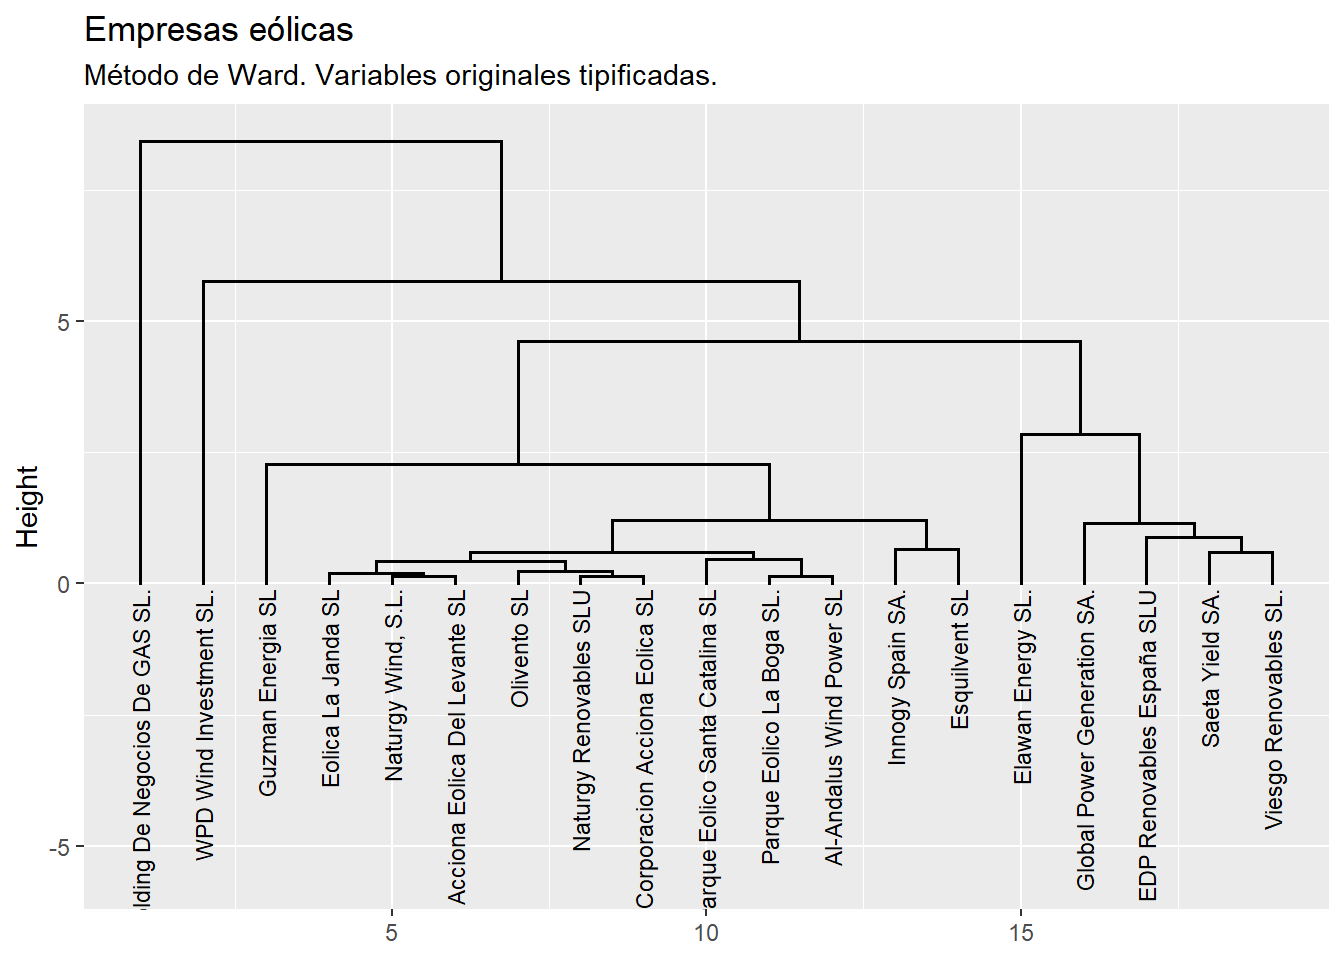 Empresas eólicas
Método de Ward. Variables originales tipificadas.
Height
5
0
-5
olding De Negocios De GAS SL.
WPD Wind Investment SL.
Guzman Energia SL
Eolica La Janda SL
Naturgy Wind, S.L.
Acciona Eolica Del Levante SL
Olivento SL
Naturgy Renovables SLU
Corporacion Acciona Eolica SL
arque Eolico Santa Catalina SL
Parque Eolico La Boga SL.
Al-Andalus Wind Power SL
Innogy Spain SA.
Esquilvent SL
Elawan Energy SL.
Global Power Generation SA.
EDP Renovables España SLU
Saeta Yield SA.
Viesgo Renovables SL.
5
10
15